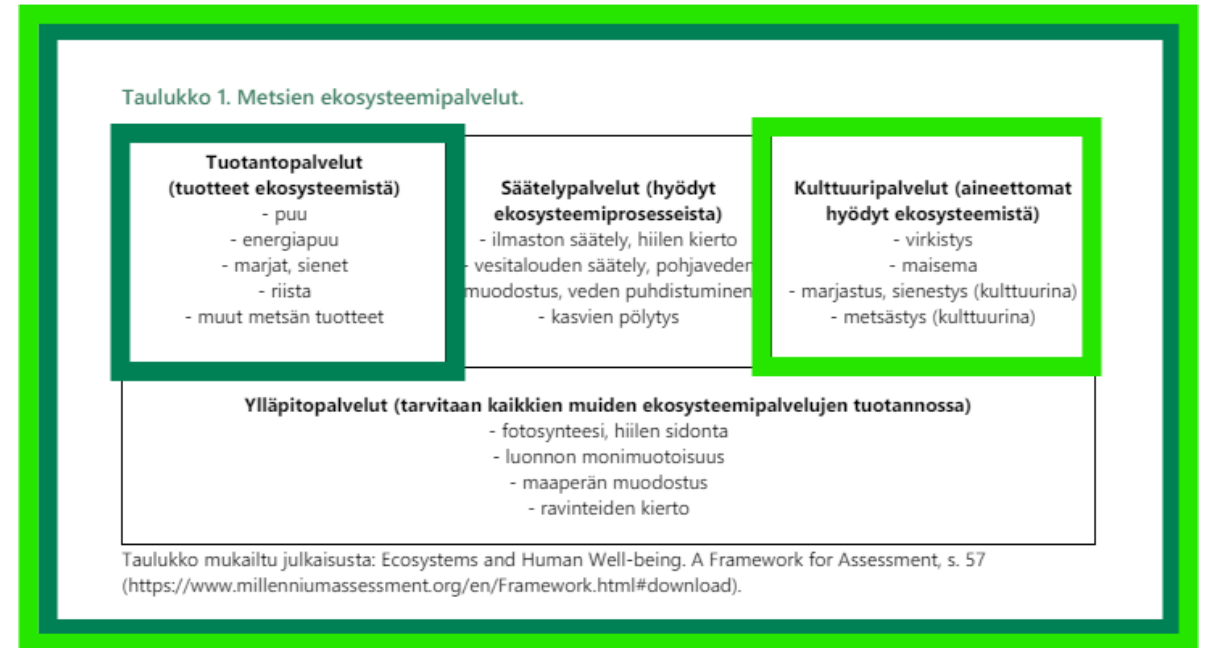 Taulukko 1. Metsien ekosysteemipalvelut.
Tuotantopalvelut
(tuotteet ekosysteemistä)
- puu
- energiapuu
- marjat, sienet
- riista
- muut metsän tuotteet
Säätelypalvelut (hyödyt
ekosysteemiprosesseista)
- ilmaston säätely, hiilen kierto
- vesitalouden säätely, pohjaveden
muodostus, veden puhdistuminen
- kasvien pölytys
Kulttuuripalvelut (aineettomat
hyödyt ekosysteemistä)
- virkistys
- maisema
- marjastus, sienestys (kulttuurina)
- metsästys (kulttuurina)
Ylläpitopalvelut (tarvitaan kaikkien muiden ekosysteemipalvelujen tuotannossa)
- fotosynteesi, hiilen sidonta
- luonnon monimuotoisuus
- maaperän muodostus
- ravinteiden kierto
Taulukko mukailtu julkaisusta: Ecosystems and Human Well-being. A Framework for Assessment, s. 57
(https://www.millenniumassessment.org/en/Framework.html#download).